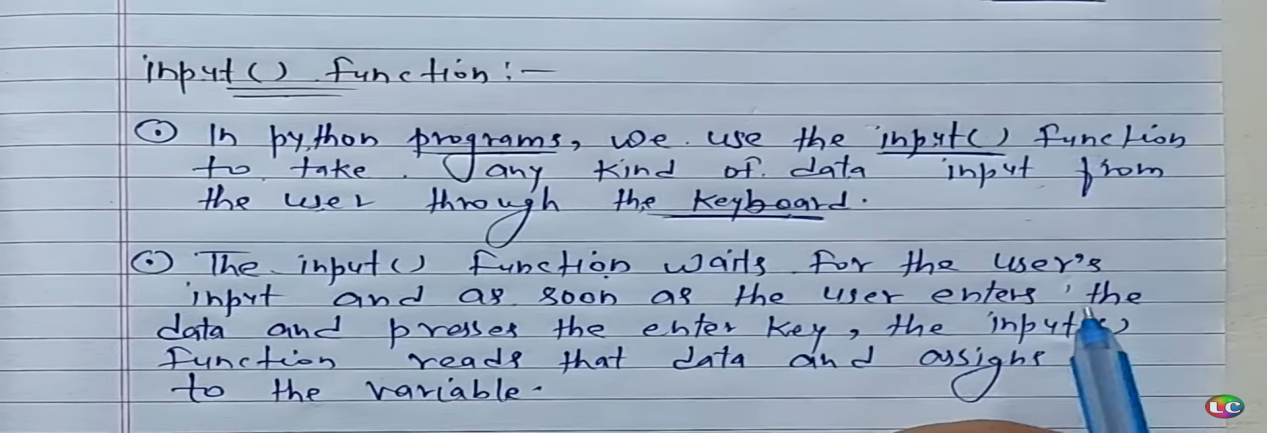 input() function :-
⊙ In python programs, we use the input() function
to take any kind of data input from
the user through the keyboard.
⊙ The input() function waits for the user's
input and as soon as the user enters the
data and presses the enter key, the input()
function reads that data and assigns
to the variable.
LC